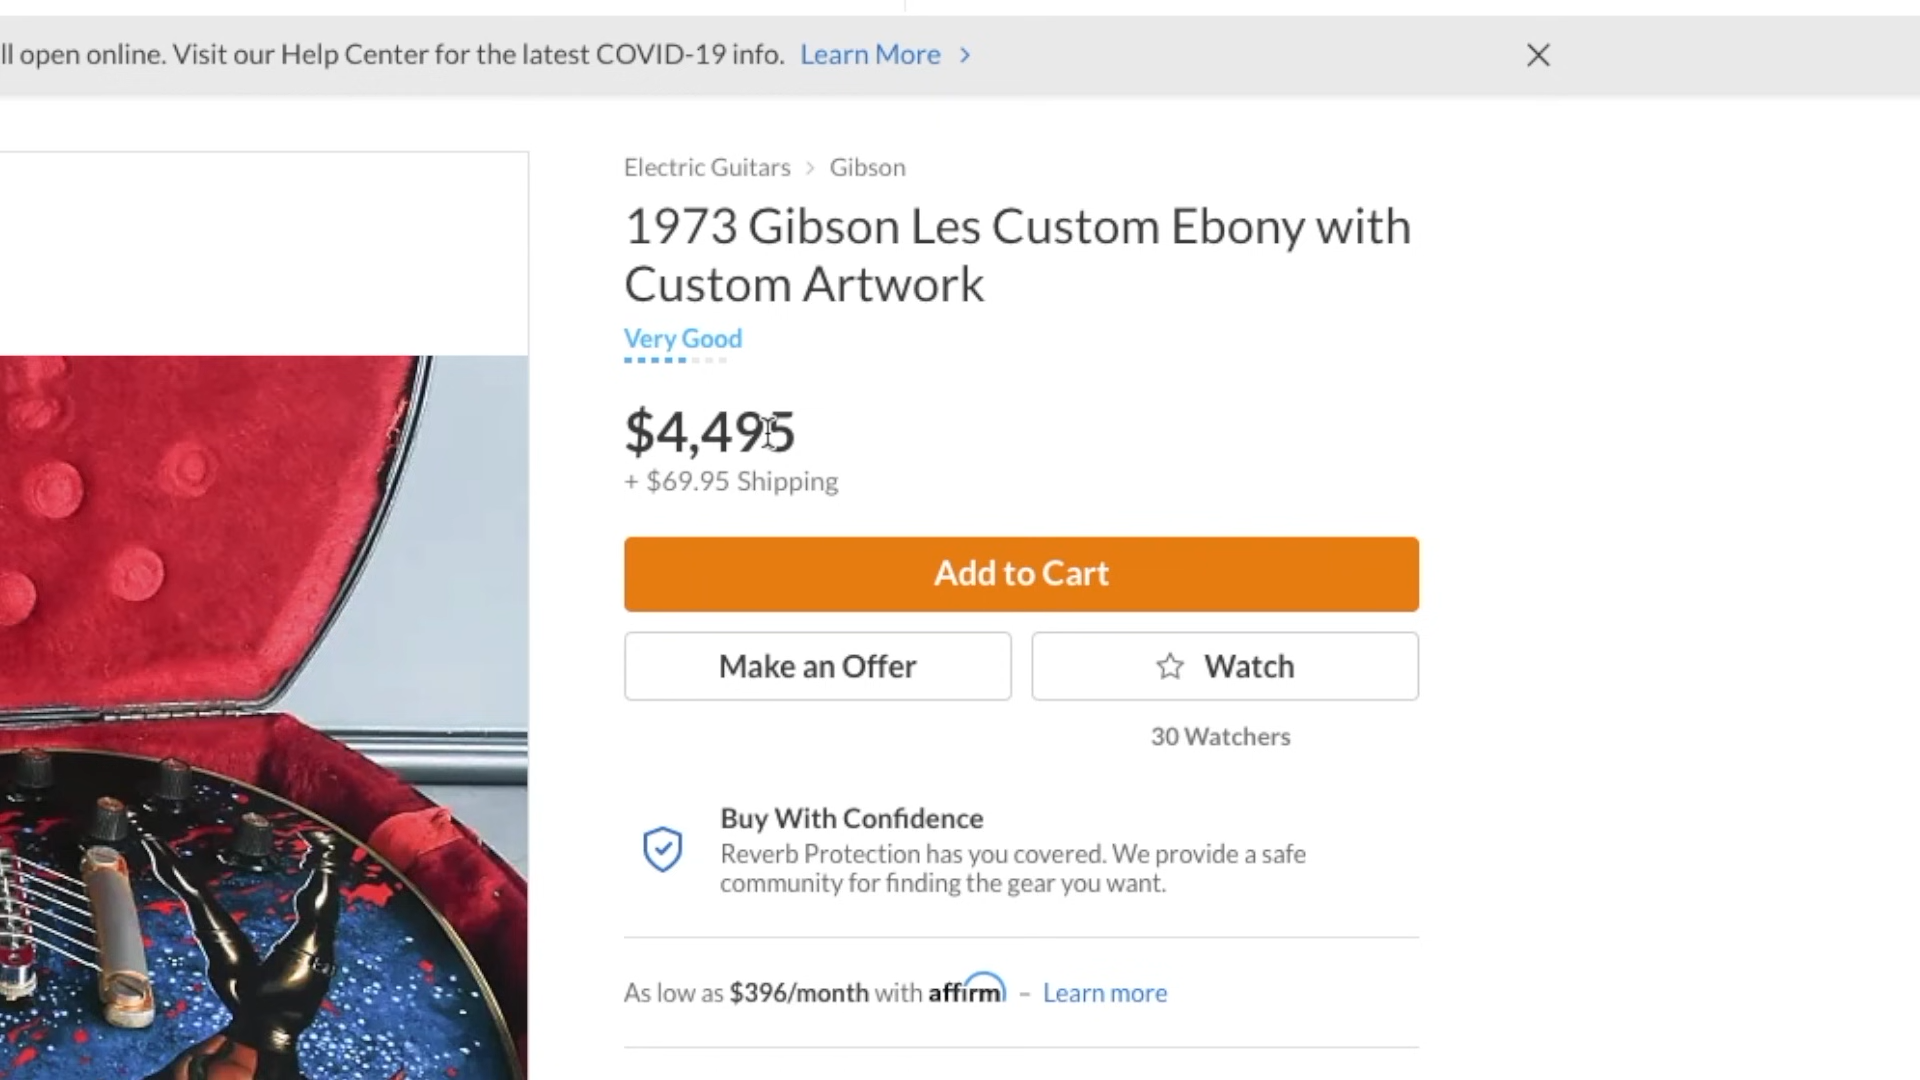 ll open online. Visit our Help Center for the latest COVID-19 info. Learn More >
Electric Guitars > Gibson
1973 Gibson Les Custom Ebony with
Custom Artwork
Very Good
$4,495
+ $69.95 Shipping
Add to Cart
Make an Offer
Watch
30 Watchers
Buy With Confidence
Reverb Protection has you covered. We provide a safe
community for finding the gear you want.
As low as $396/month with affirm – Learn more